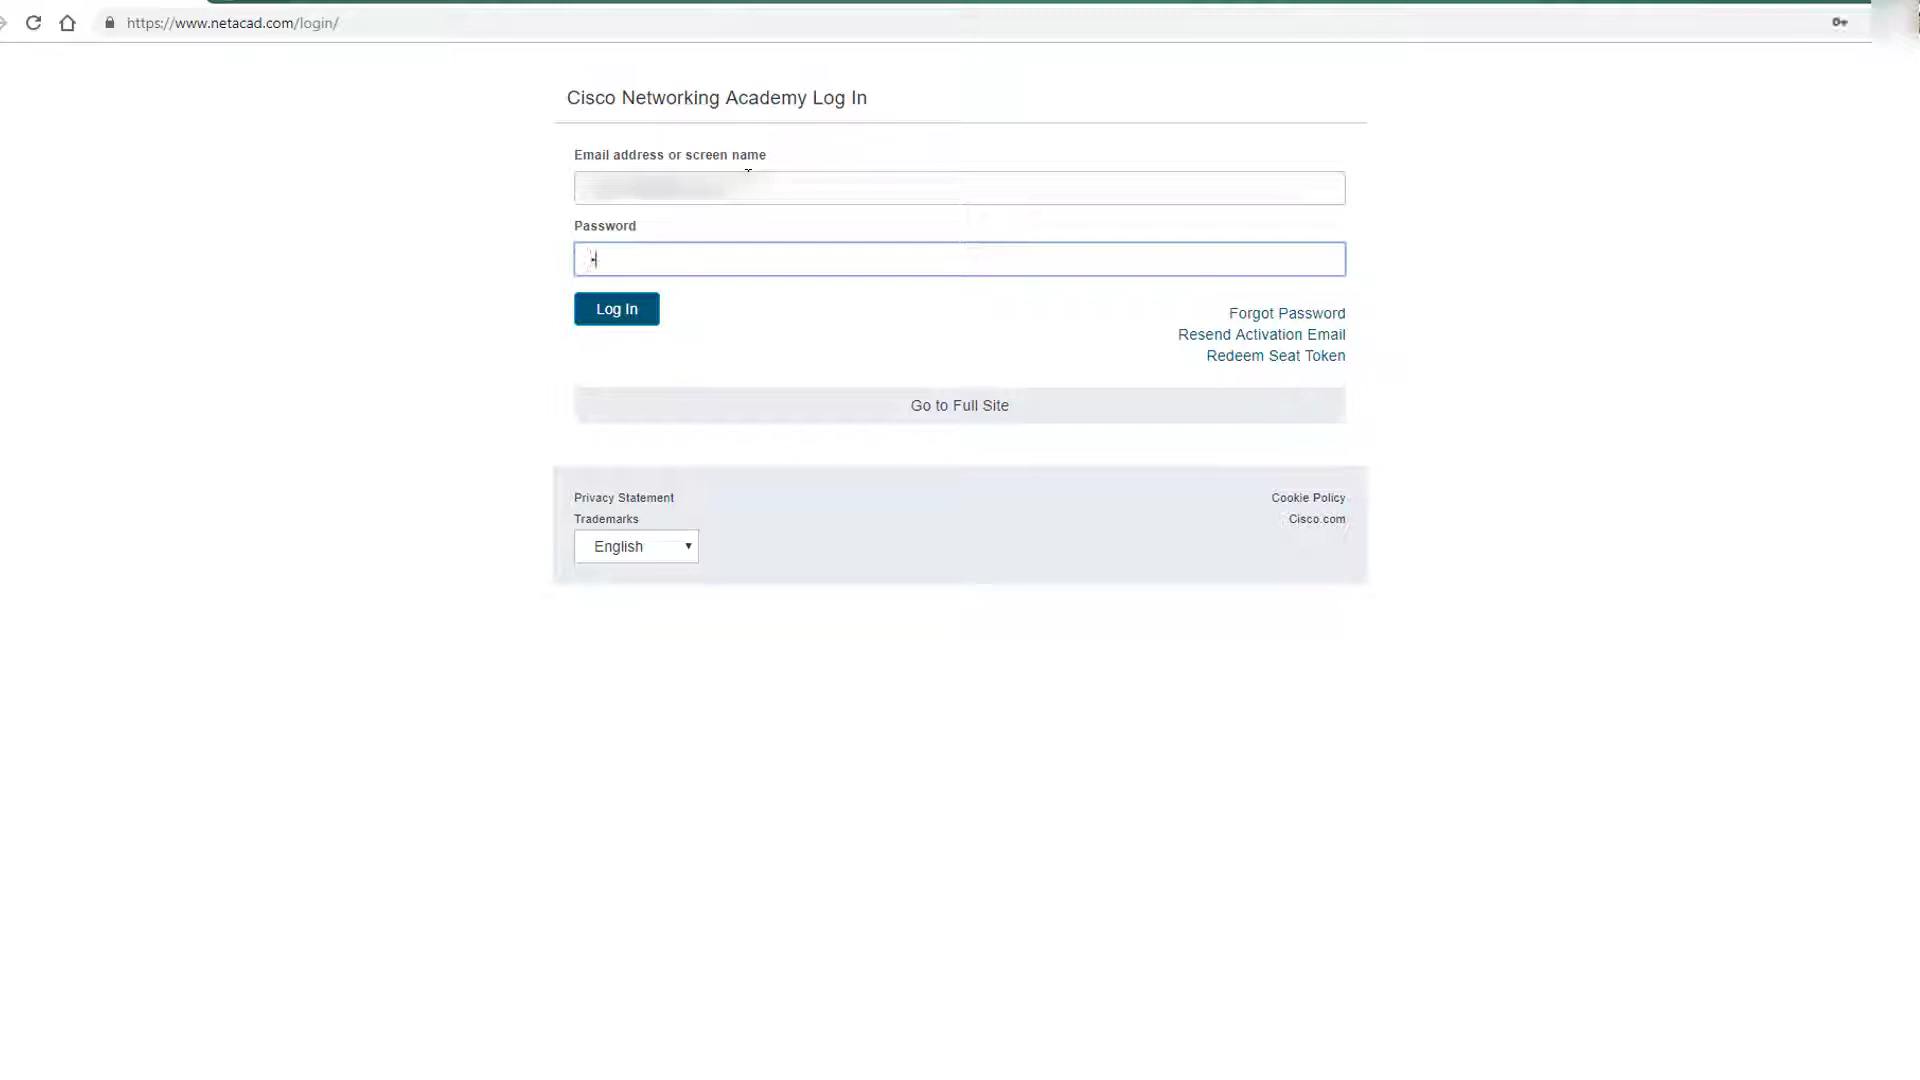 https://www.netacad.com/login/
Cisco Networking Academy Log In
Email address or screen name
Password
Log In
Forgot Password
Resend Activation Email
Redeem Seat Token
Go to Full Site
Privacy Statement
Cookie Policy
Trademarks
Cisco.com
English